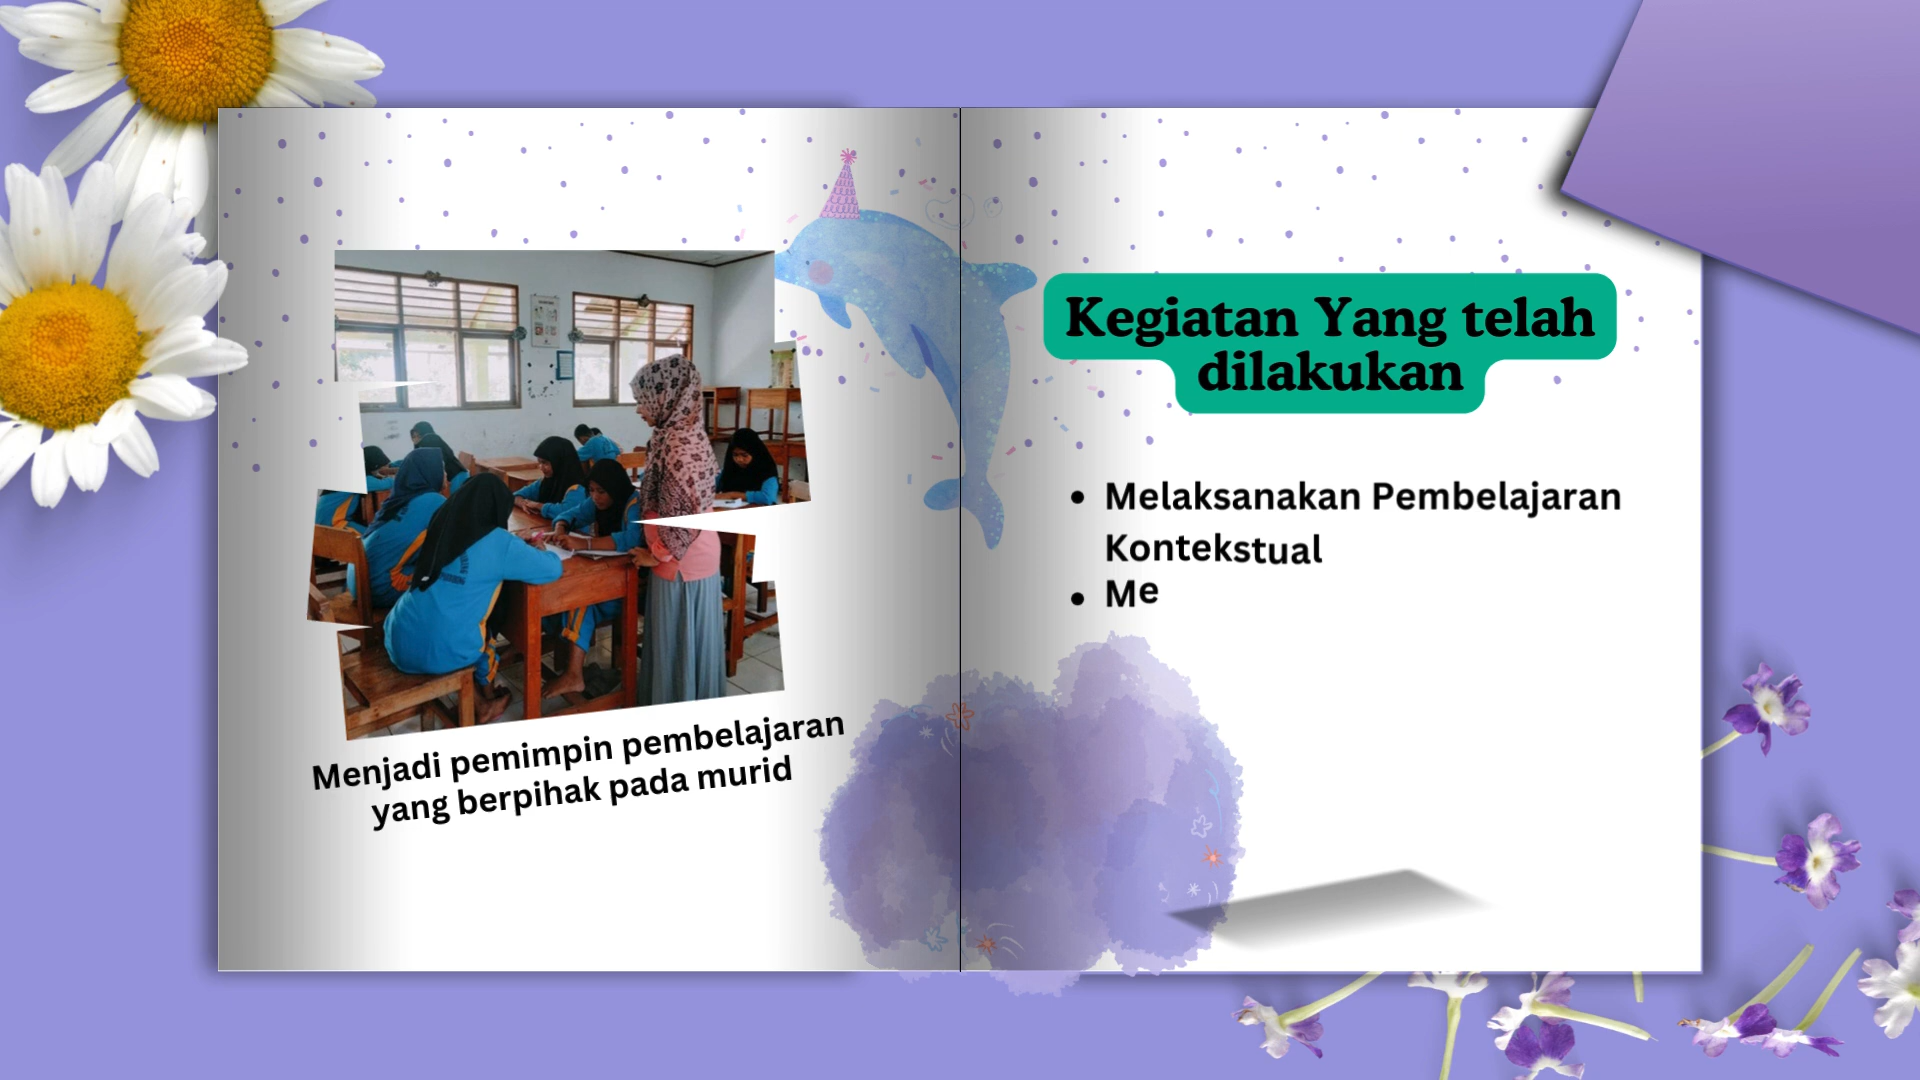 Menjadi pemimpin pembelajaran
yang berpihak pada murid
Kegiatan Yang telah
dilakukan
• Melaksanakan Pembelajaran
Kontekstual
• Me